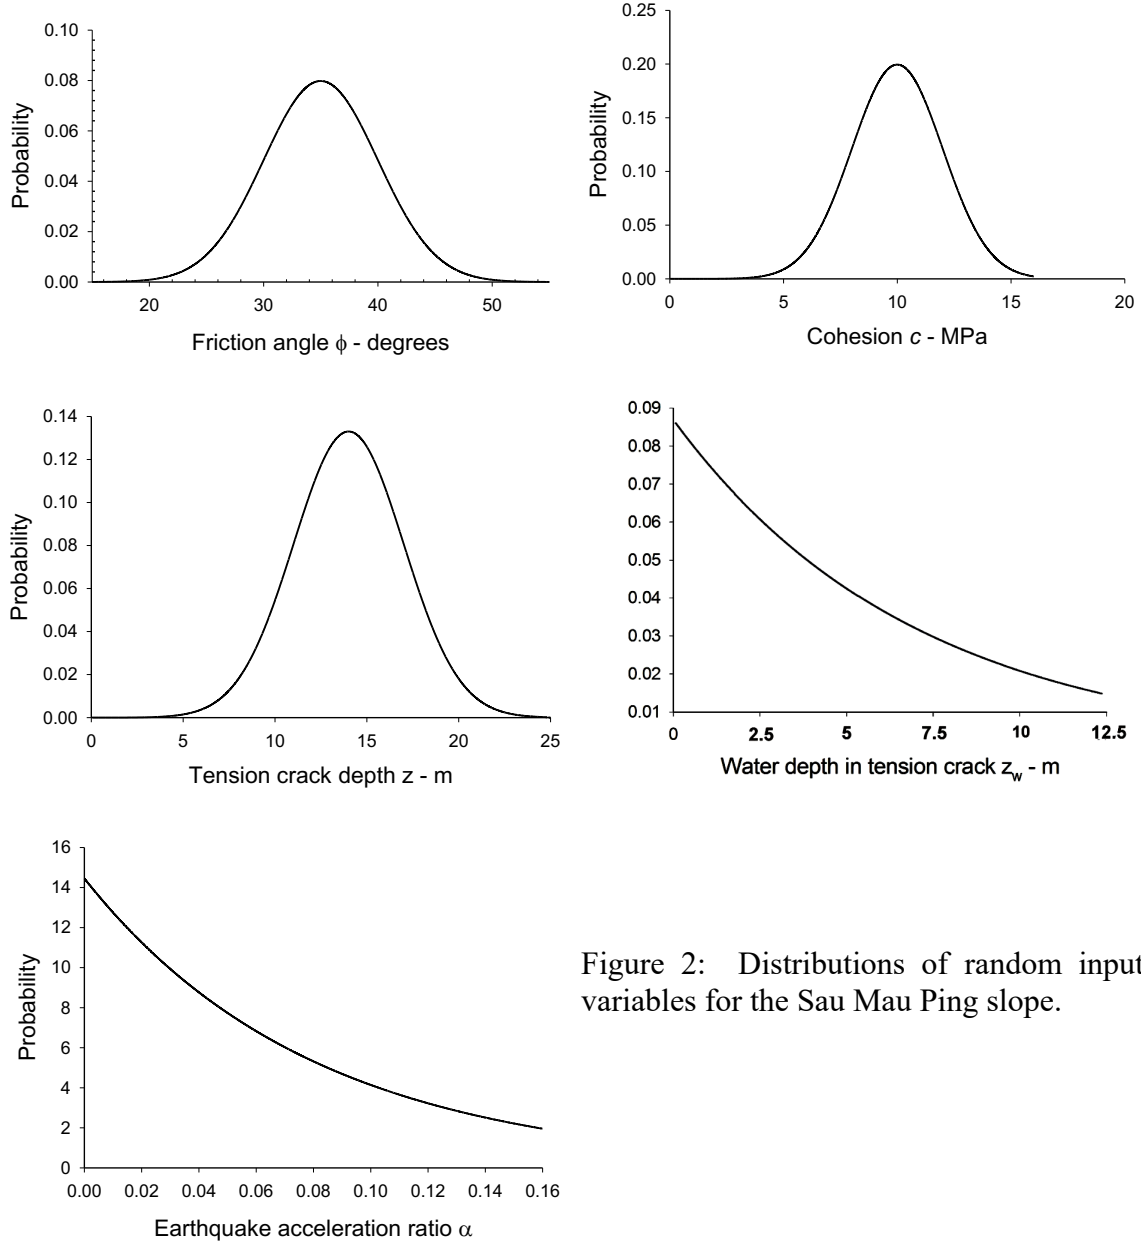 0.10
0.08
0.06
0.04
0.02
0.00
Probability
20 30 40 50
Friction angle ϕ - degrees
0.25
0.20
0.15
0.10
0.05
0.00
Probability
0 5 10 15 20
Cohesion c - MPa
0.14
0.12
0.10
0.08
0.06
0.04
0.02
0.00
Probability
0 5 10 15 20 25
Tension crack depth z - m
0.09
0.08
0.07
0.06
0.05
0.04
0.03
0.02
0.01
0 2.5 5 7.5 10 12.5
Water depth in tension crack zw - m
16
14
12
10
8
6
4
2
0
Probability
0.00 0.02 0.04 0.06 0.08 0.10 0.12 0.14 0.16
Earthquake acceleration ratio α
Figure 2: Distributions of random input
variables for the Sau Mau Ping slope.